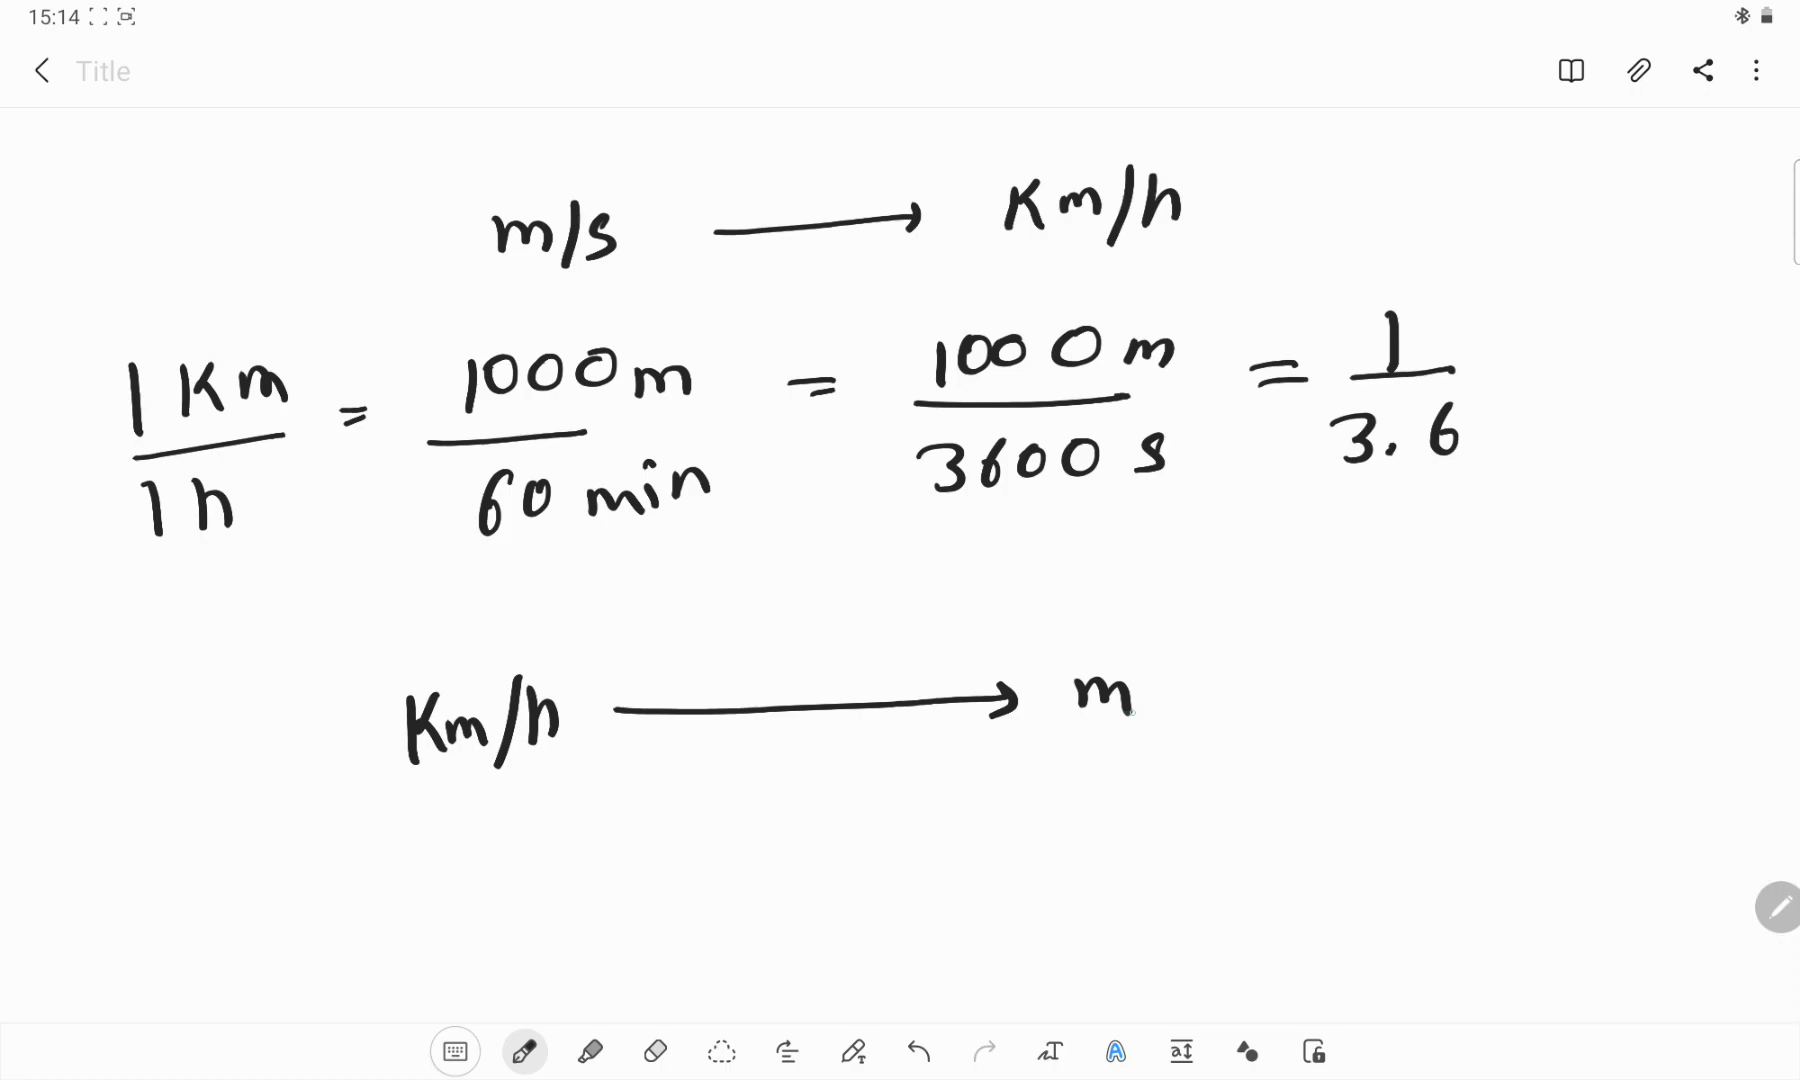 15:14
Title
m/s → Km/h
1 Km / 1 h = 1000 m / 60 min = 1000 m / 3600 s = 1 / 3.6
Km/h → m